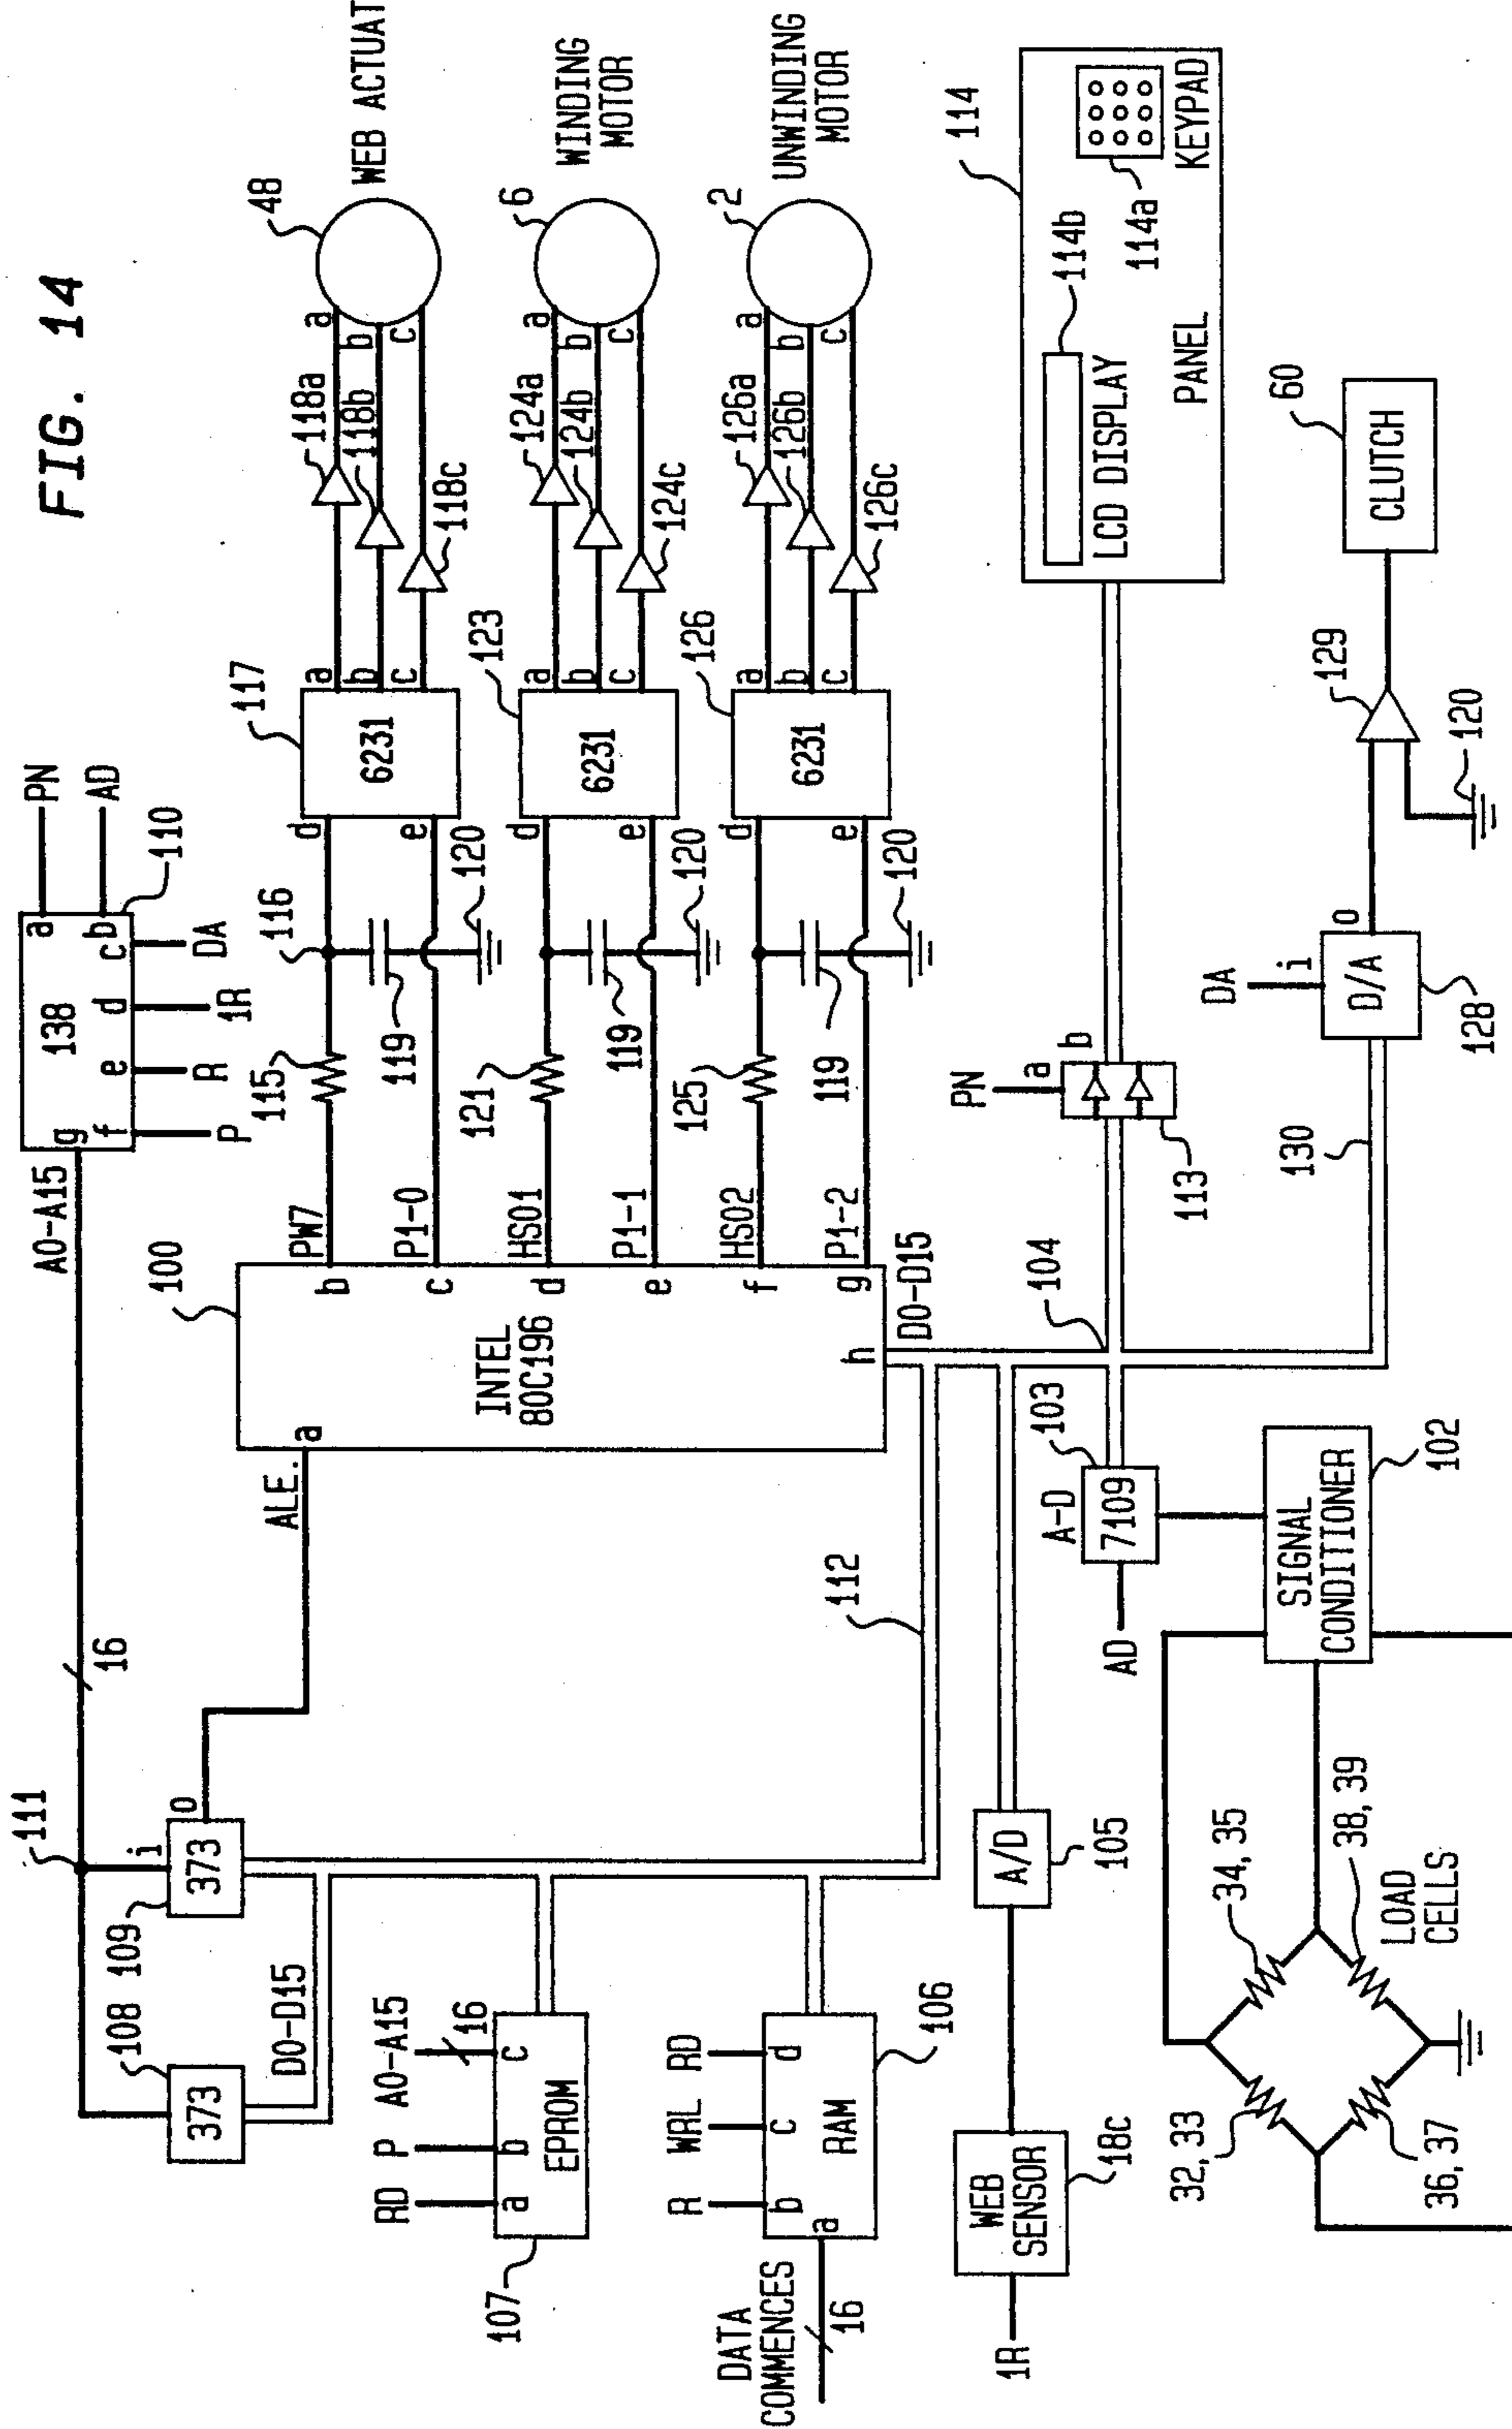 FIG. 14
111
A0-A15
16
138
a
b
c
d
e
f
g
PN
AD
DA
1R
R
P
110
108
373
109
373
i
o
D0-D15
ALE.
100
INTEL
80C196
a
b
c
d
e
f
g
h
PW7
P1-0
HS01
P1-1
HS02
P1-2
D0-D15
115
116
119
120
d
e
117
6231
a
b
c
118a
118b
118c
a
b
c
48
WEB ACTUAT
121
119
120
d
e
123
6231
a
b
c
124a
124b
124c
a
b
c
6
WINDING
MOTOR
125
119
120
d
e
126
6231
a
b
c
126a
126b
126c
a
b
c
2
UNWINDING
MOTOR
RD
P
A0-A15
16
a
b
c
EPROM
107
R
WRL
RD
b
c
d
a
RAM
106
DATA
COMMENCES
16
112
1R
WEB
SENSOR
18c
A/D
105
104
103
A-D
7109
AD
PN
a
b
113
114
114b
LCD DISPLAY
PANEL
114a
KEYPAD
32, 33
34, 35
36, 37
38, 39
LOAD
CELLS
SIGNAL
CONDITIONER
102
130
DA
i
D/A
o
128
129
120
60
CLUTCH